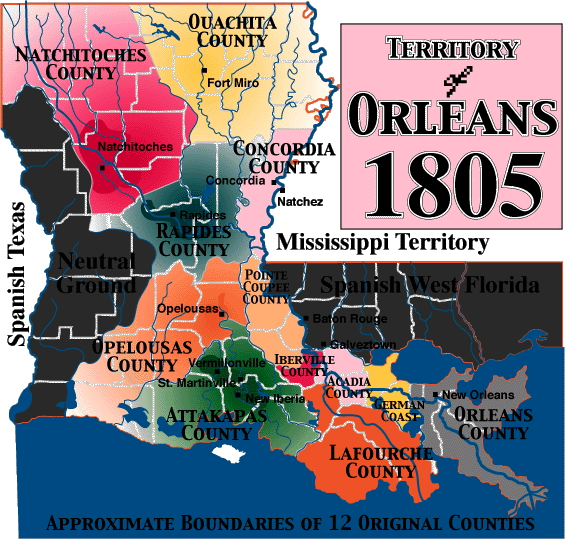 Territory
of
Orleans
1805
Ouachita
County
Natchitoches
County
Fort Miró
Natchitoches
Concordia
County
Concordia
Natchez
Rapides
Rapides
County
Mississippi Territory
Spanish Texas
Neutral
Ground
Pointe
Coupee
County
Spanish West Florida
Opelousas
Baton Rouge
Galveztown
Opelousas
County
Vermilionville
Iberville
County
St. Martinville
Acadia
County
New Iberia
New Orleans
German
Coast
Attakapas
County
Orleans
County
Lafourche
County
Approximate Boundaries of 12 Original Counties